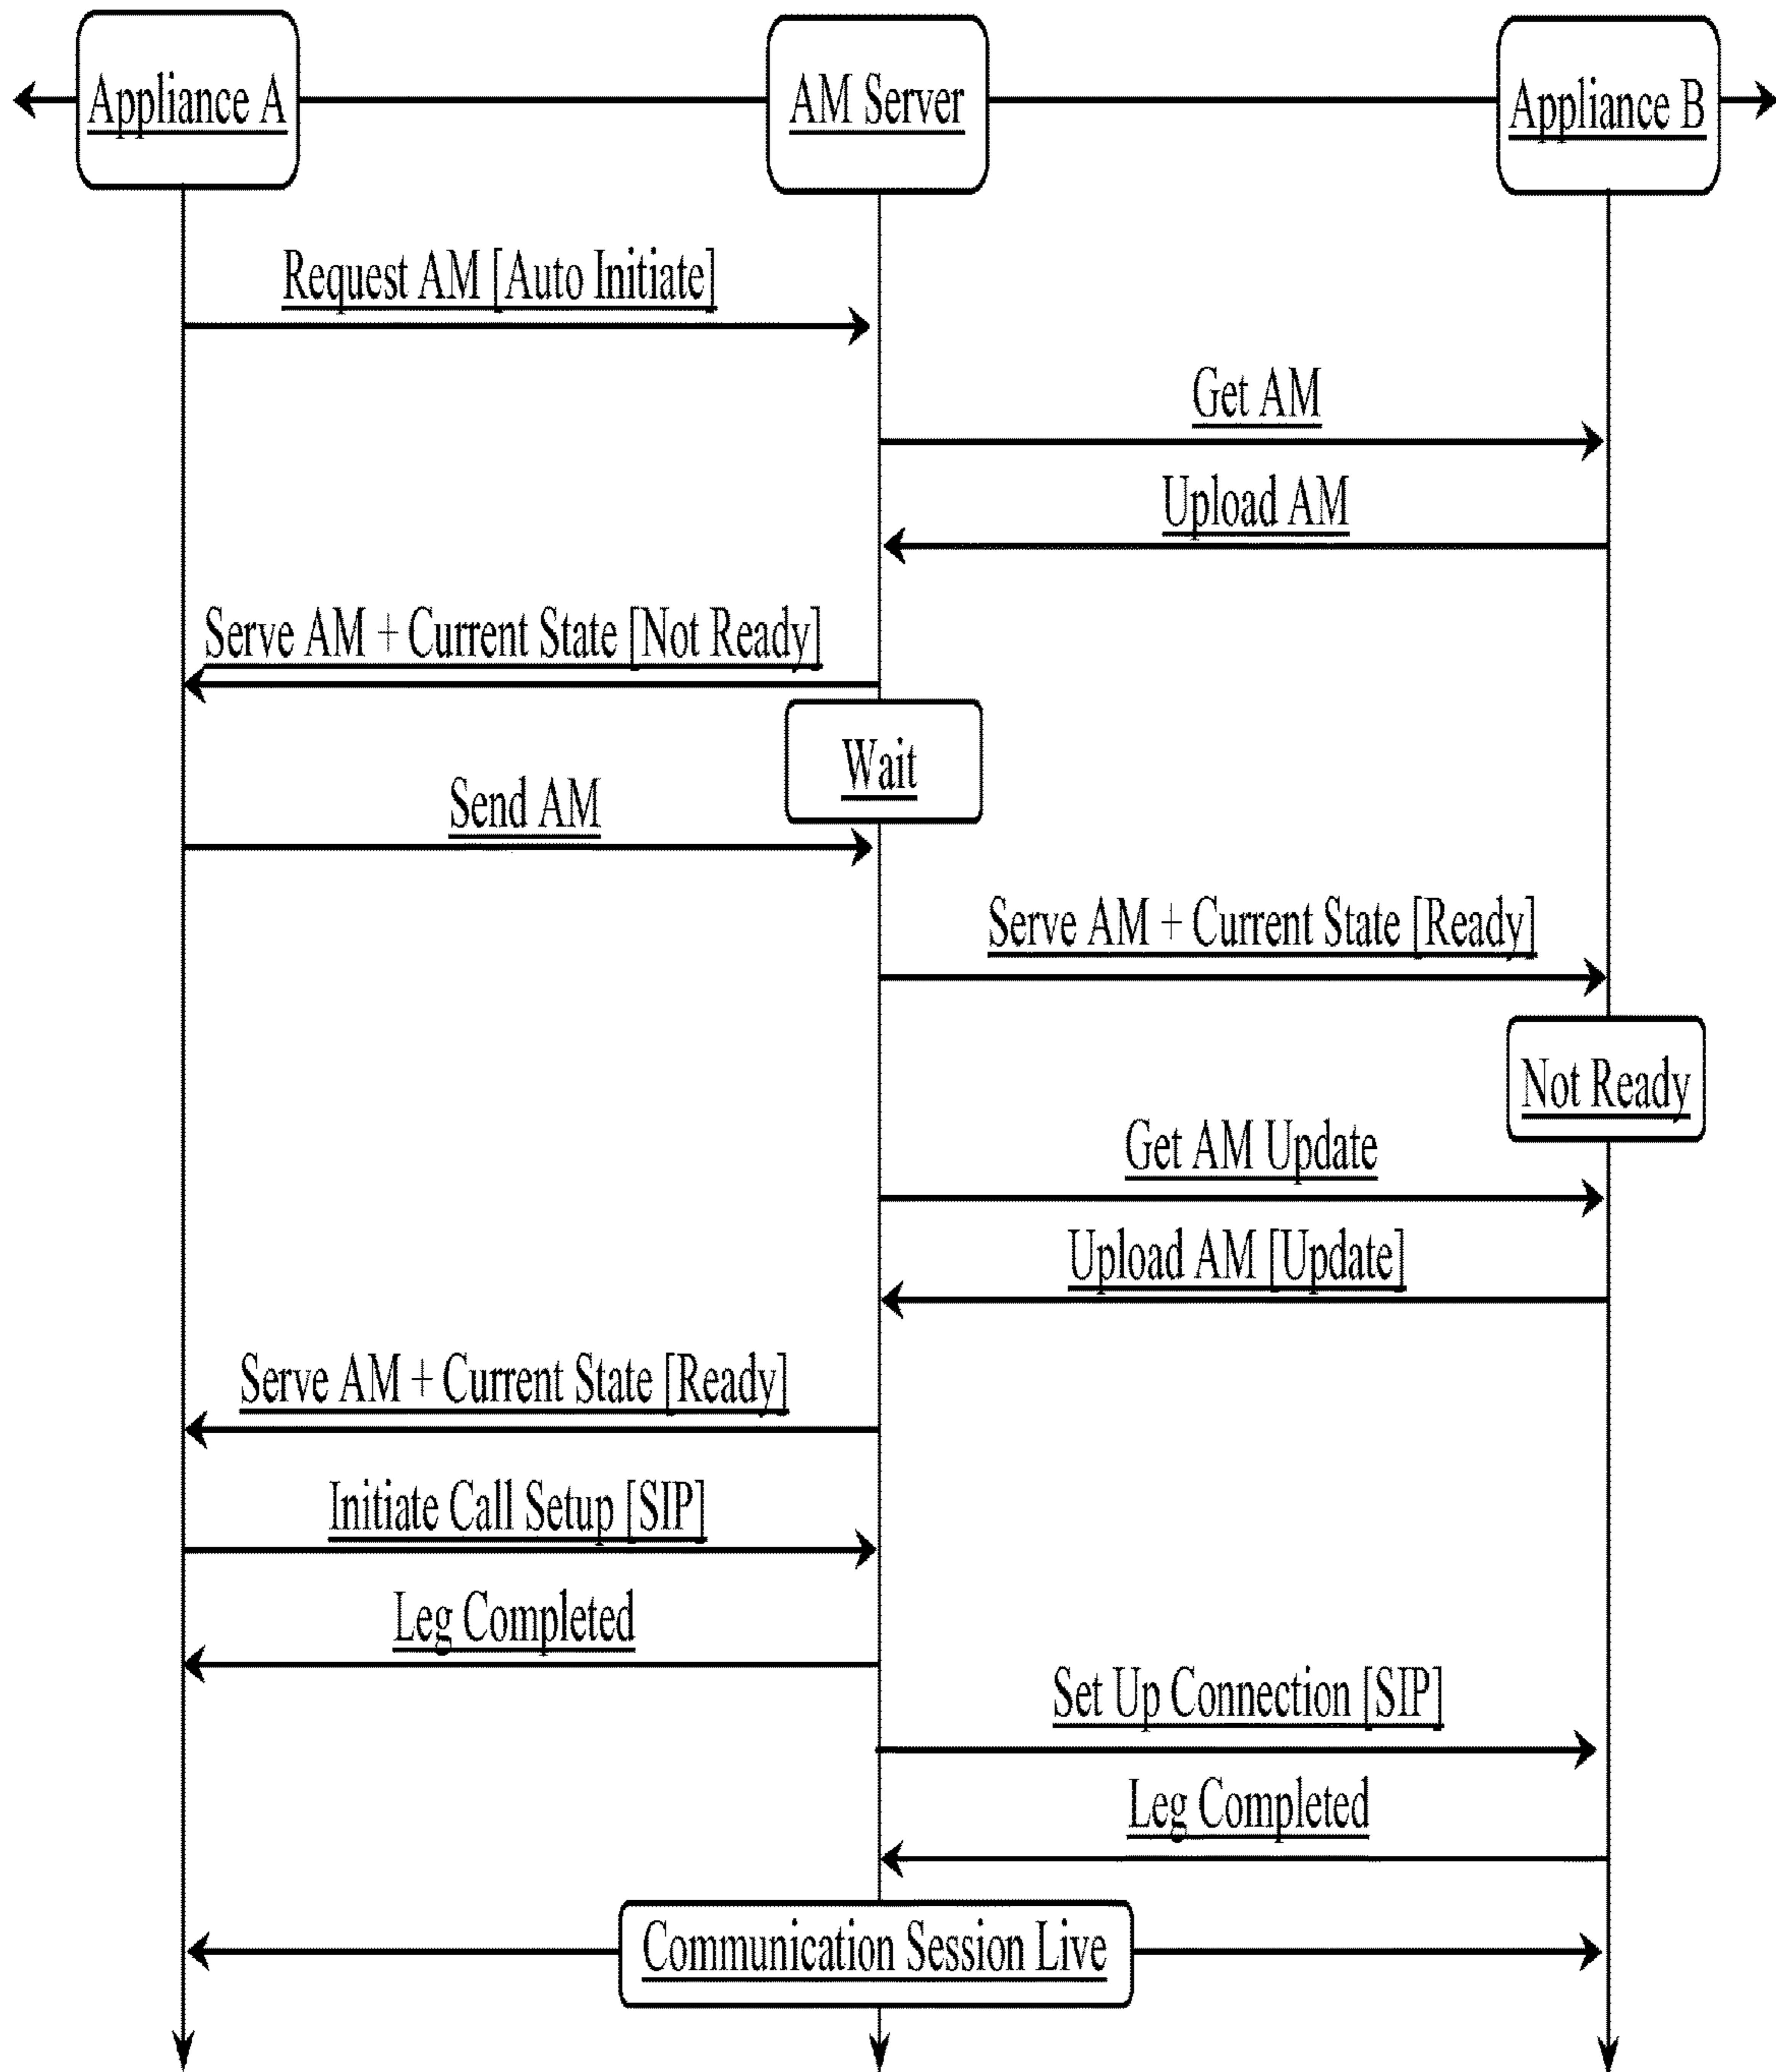 Appliance A
AM Server
Appliance B
Request AM [Auto Initiate]
Get AM
Upload AM
Serve AM + Current State [Not Ready]
Wait
Send AM
Serve AM + Current State [Ready]
Not Ready
Get AM Update
Upload AM [Update]
Serve AM + Current State [Ready]
Initiate Call Setup [SIP]
Leg Completed
Set Up Connection [SIP]
Leg Completed
Communication Session Live